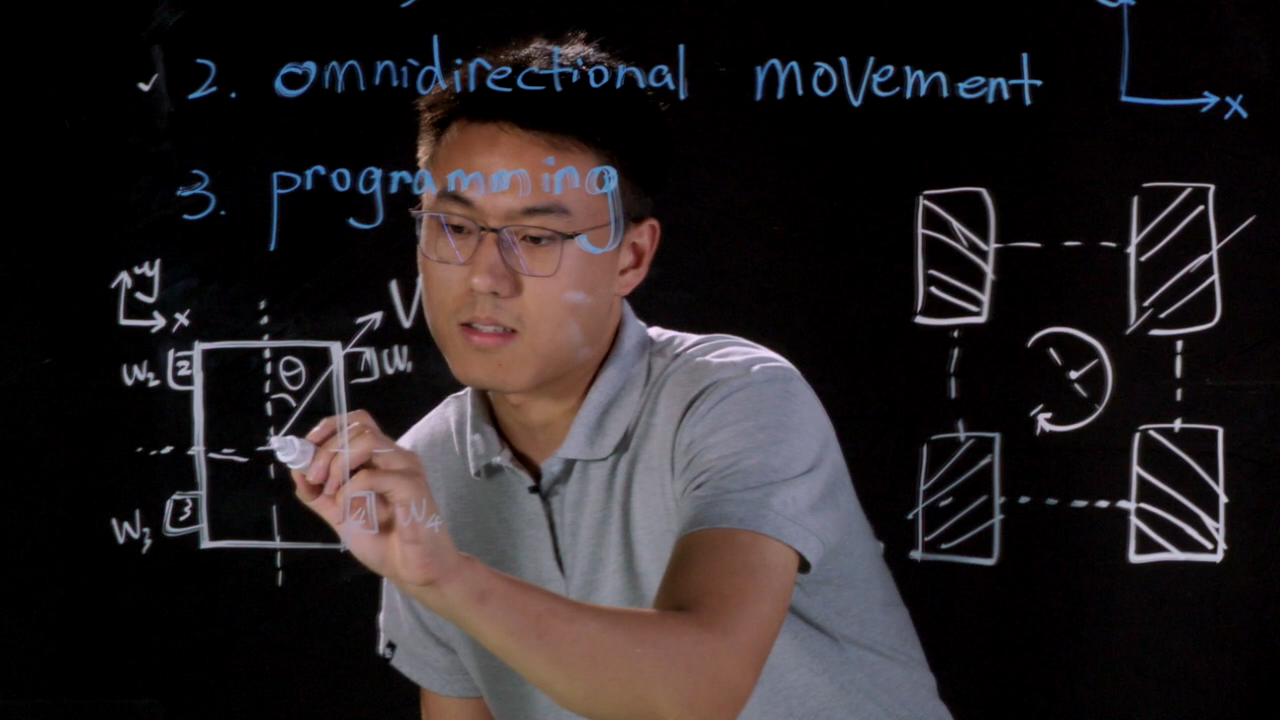 ✓ 2. omnidirectional movement
x
3. programming
y
x
V
θ
W2 2
1 W1
W3 3
4 W4